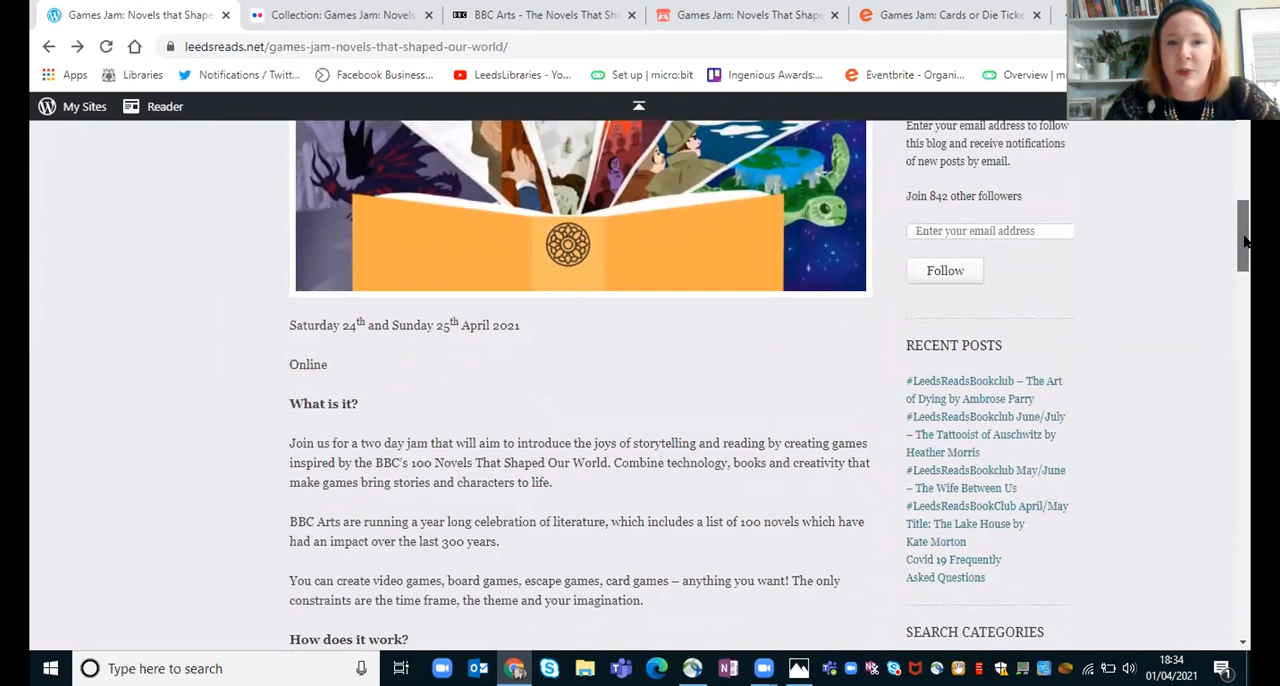 Games Jam: Novels that Shape
Collection: Games Jam: Novels
BBC Arts - The Novels That Sha
Games Jam: Novels That Shape
Games Jam: Cards or Die Ticke
leedsreads.net/games-jam-novels-that-shaped-our-world/
Apps
Libraries
Notifications / Twitt...
Facebook Business...
LeedsLibraries - Yo...
Set up | micro:bit
Ingenious Awards:...
Eventbrite - Organi...
Overview | m
My Sites
Reader
Saturday 24th and Sunday 25th April 2021
Online
What is it?
Join us for a two day jam that will aim to introduce the joys of storytelling and reading by creating games
inspired by the BBC's 100 Novels That Shaped Our World. Combine technology, books and creativity that
make games bring stories and characters to life.
BBC Arts are running a year long celebration of literature, which includes a list of 100 novels which have
had an impact over the last 300 years.
You can create video games, board games, escape games, card games – anything you want! The only
constraints are the time frame, the theme and your imagination.
How does it work?
Enter your email address to follow
this blog and receive notifications
of new posts by email.
Join 842 other followers
Enter your email address
Follow
RECENT POSTS
#LeedsReadsBookclub – The Art
of Dying by Ambrose Parry
#LeedsReadsBookclub June/July
– The Tattooist of Auschwitz by
Heather Morris
#LeedsReadsBookclub May/June
– The Wife Between Us
#LeedsReadsBookClub April/May
Title: The Lake House by
Kate Morton
Covid 19 Frequently
Asked Questions
SEARCH CATEGORIES
Type here to search
18:34
01/04/2021